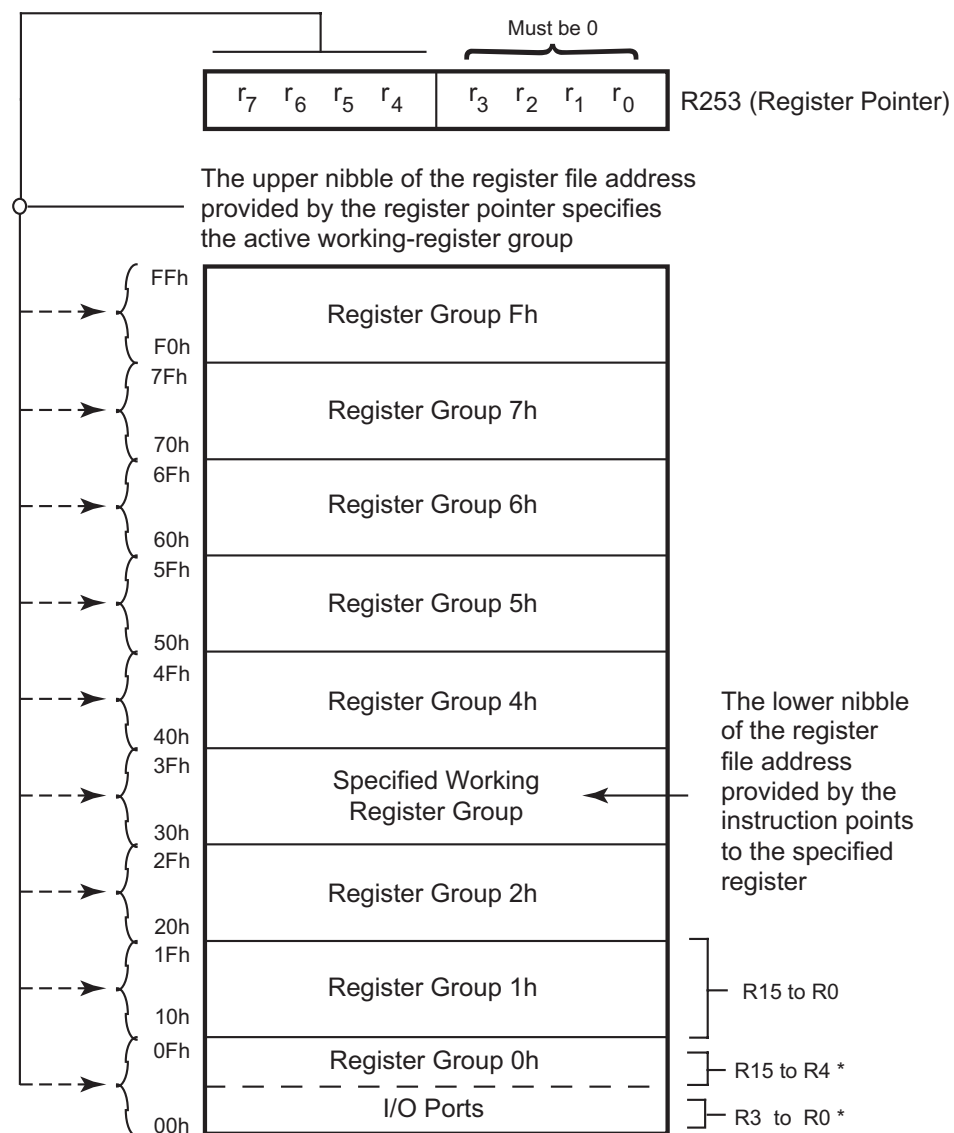 Must be 0
r7 r6 r5 r4 r3 r2 r1 r0 R253 (Register Pointer)
The upper nibble of the register file address
provided by the register pointer specifies
the active working-register group
FFh
Register Group Fh
F0h
7Fh
Register Group 7h
70h
6Fh
Register Group 6h
60h
5Fh
Register Group 5h
50h
4Fh
Register Group 4h
40h
3Fh
Specified Working
Register Group
30h
The lower nibble
of the register
file address
provided by the
instruction points
to the specified
register
2Fh
Register Group 2h
20h
1Fh
Register Group 1h
R15 to R0
10h
0Fh
Register Group 0h
R15 to R4 *
I/O Ports
R3 to R0 *
00h